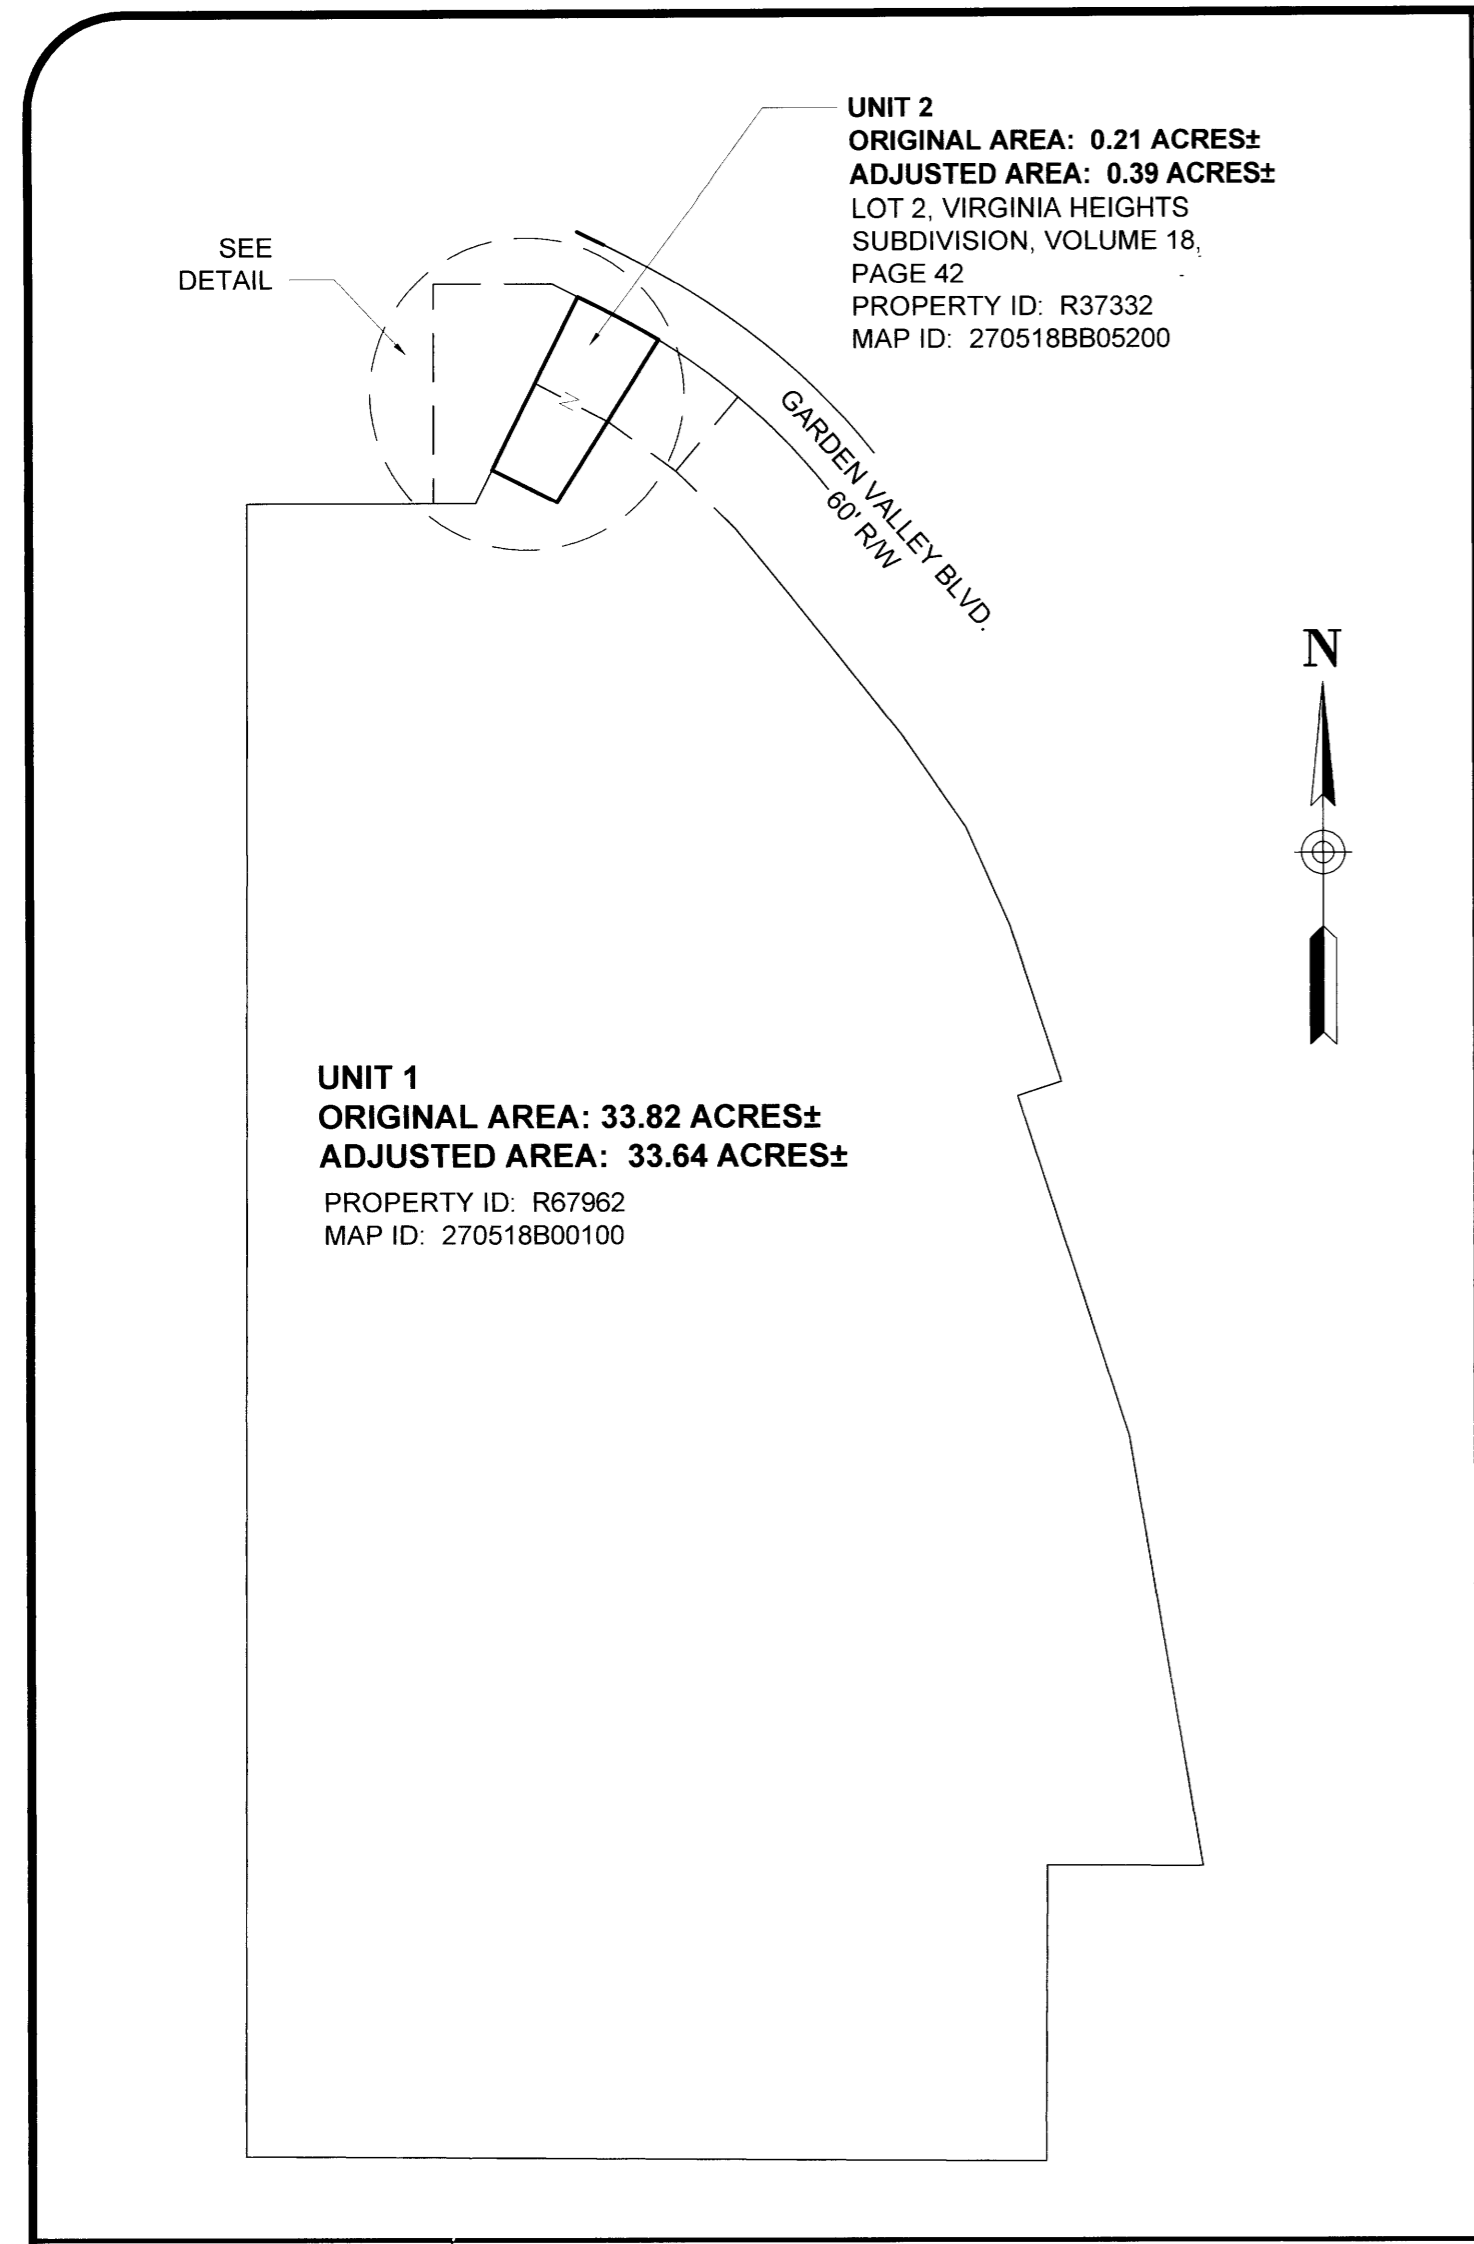 UNIT 2
ORIGINAL AREA: 0.21 ACRES±
ADJUSTED AREA: 0.39 ACRES±
LOT 2, VIRGINIA HEIGHTS
SUBDIVISION, VOLUME 18,
PAGE 42
PROPERTY ID: R37332
MAP ID: 270518BB05200
SEE
DETAIL
Z
GARDEN VALLEY BLVD.
60' R/W
N
UNIT 1
ORIGINAL AREA: 33.82 ACRES±
ADJUSTED AREA: 33.64 ACRES±
PROPERTY ID: R67962
MAP ID: 270518B00100